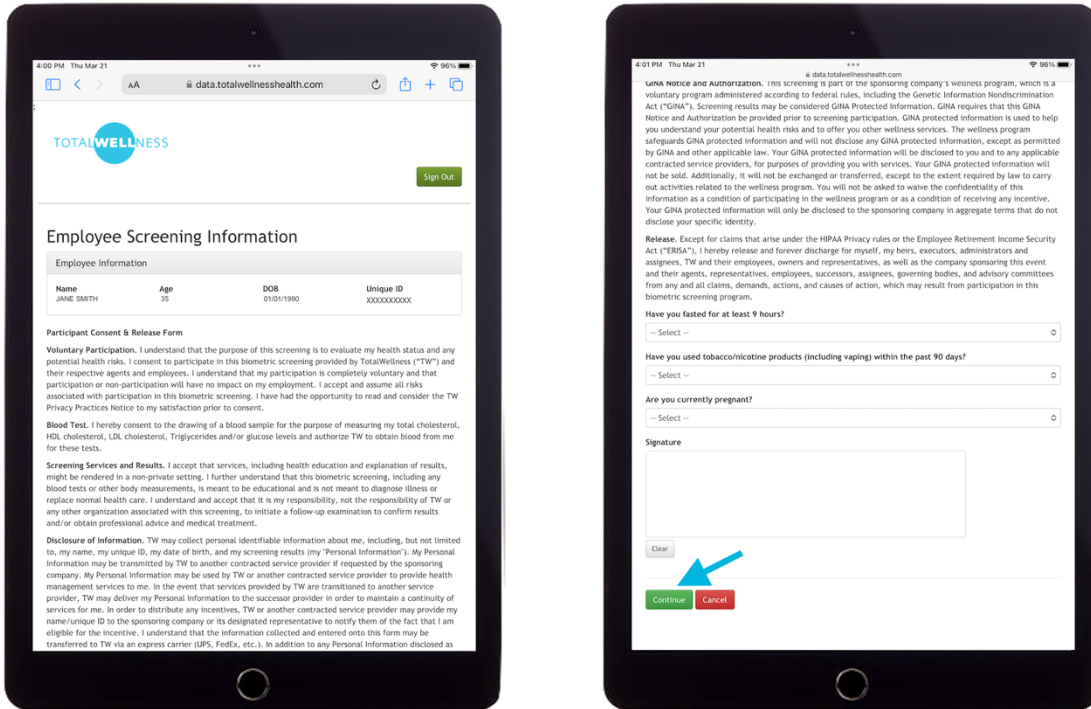 4:00 PM Thu Mar 21
96%
AA
data.totalwellnesshealth.com
TOTALWELLNESS
Sign Out
Employee Screening Information
Employee Information
Name Age DOB Unique ID
JANE SMITH 35 01/01/1990 XXXXXXXXXX
Participant Consent & Release Form
Voluntary Participation. I understand that the purpose of this screening is to evaluate my health status and any
potential health risks. I consent to participate in this biometric screening provided by TotalWellness ("TW") and
their respective agents and employees. I understand that my participation is completely voluntary and that
participation or non-participation will have no impact on my employment. I accept and assume all risks
associated with participation in this biometric screening. I have had the opportunity to read and consider the TW
Privacy Practices Notice to my satisfaction prior to consent.
Blood Test. I hereby consent to the drawing of a blood sample for the purpose of measuring my total cholesterol,
HDL cholesterol, LDL cholesterol, Triglycerides and/or glucose levels and authorize TW to obtain blood from me
for these tests.
Screening Services and Results. I accept that services, including health education and explanation of results,
might be rendered in a non-private setting. I further understand that this biometric screening, including any
blood tests or other body measurements, is meant to be educational and is not meant to diagnose illness or
replace normal health care. I understand and accept that it is my responsibility, not the responsibility of TW or
any other organization associated with this screening, to initiate a follow-up examination to confirm results
and/or obtain professional advice and medical treatment.
Disclosure of Information. TW may collect personal identifiable information about me, including, but not limited
to, my name, my unique ID, my date of birth, and my screening results (my "Personal Information"). My Personal
Information may be transmitted by TW to another contracted service provider if requested by the sponsoring
company. My Personal Information may be used by TW or another contracted service provider to provide health
management services to me. In the event that services provided by TW are transitioned to another service
provider, TW may deliver my Personal Information to the successor provider in order to maintain a continuity of
services for me. In order to distribute any incentives, TW or another contracted service provider may provide my
name/unique ID to the sponsoring company or its designated representative to notify them of the fact that I am
eligible for the incentive. I understand that the information collected and entered onto this form may be
transferred to TW via an express carrier (UPS, FedEx, etc.). In addition to any Personal Information disclosed as
4:01 PM Thu Mar 21
96%
data.totalwellnesshealth.com
GINA Notice and Authorization. This screening is part of the sponsoring company's wellness program, which is a
voluntary program administered according to federal rules, including the Genetic Information Nondiscrimination
Act ("GINA"). Screening results may be considered GINA Protected Information. GINA requires that this GINA
Notice and Authorization be provided prior to screening participation. GINA protected information is used to help
you understand your potential health risks and to offer you other wellness services. The wellness program
safeguards GINA protected information and will not disclose any GINA protected information, except as permitted
by GINA and other applicable law. Your GINA protected information will be disclosed to you and to any applicable
contracted service providers, for purposes of providing you with services. Your GINA protected information will
not be sold. Additionally, it will not be exchanged or transferred, except to the extent required by law to carry
out activities related to the wellness program. You will not be asked to waive the confidentiality of this
information as a condition of participating in the wellness program or as a condition of receiving any incentive.
Your GINA protected information will only be disclosed to the sponsoring company in aggregate terms that do not
disclose your specific identity.
Release. Except for claims that arise under the HIPAA Privacy rules or the Employee Retirement Income Security
Act ("ERISA"), I hereby release and forever discharge for myself, my heirs, executors, administrators and
assignees, TW and their employees, owners and representatives, as well as the company sponsoring this event
and their agents, representatives, employees, successors, assignees, governing bodies, and advisory committees
from any and all claims, demands, actions, and causes of action, which may result from participation in this
biometric screening program.
Have you fasted for at least 9 hours?
-- Select --
Have you used tobacco/nicotine products (including vaping) within the past 90 days?
-- Select --
Are you currently pregnant?
-- Select --
Signature
Clear
Continue Cancel